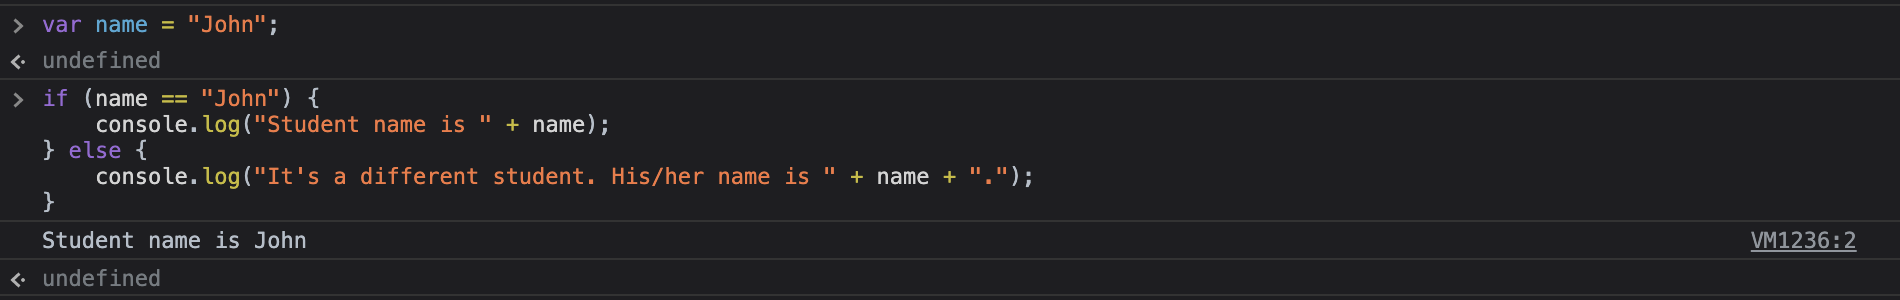 var name = "John";
undefined
if (name == "John") {
    console.log("Student name is " + name);
} else {
    console.log("It's a different student. His/her name is " + name + ".");
}
Student name is John VM1236:2
undefined